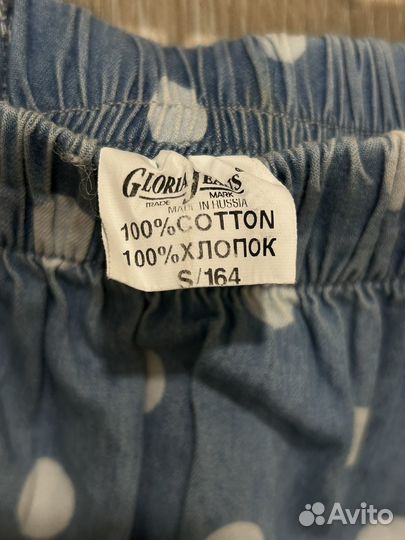 GLORIA JEANS
TRADE MARK
MADE IN RUSSIA
100% COTTON
100% ХЛОПОК
S/164
Avito